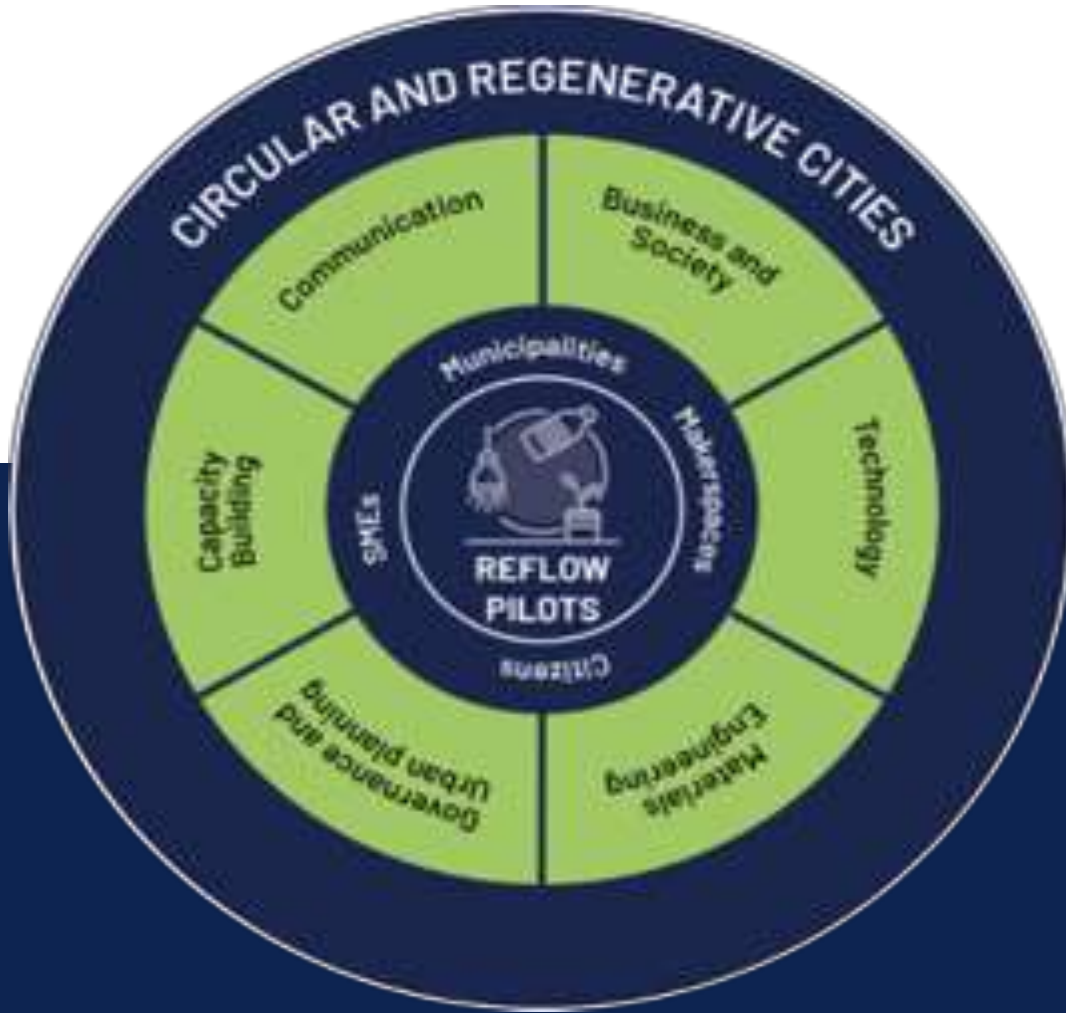 CIRCULAR AND REGENERATIVE CITIES
Communication
Business and
Society
Technology
Materials
Engineering
Governance and
Urban planning
Capacity
Building
Municipalities
Makerspaces
Citizens
SMEs
REFLOW
PILOTS